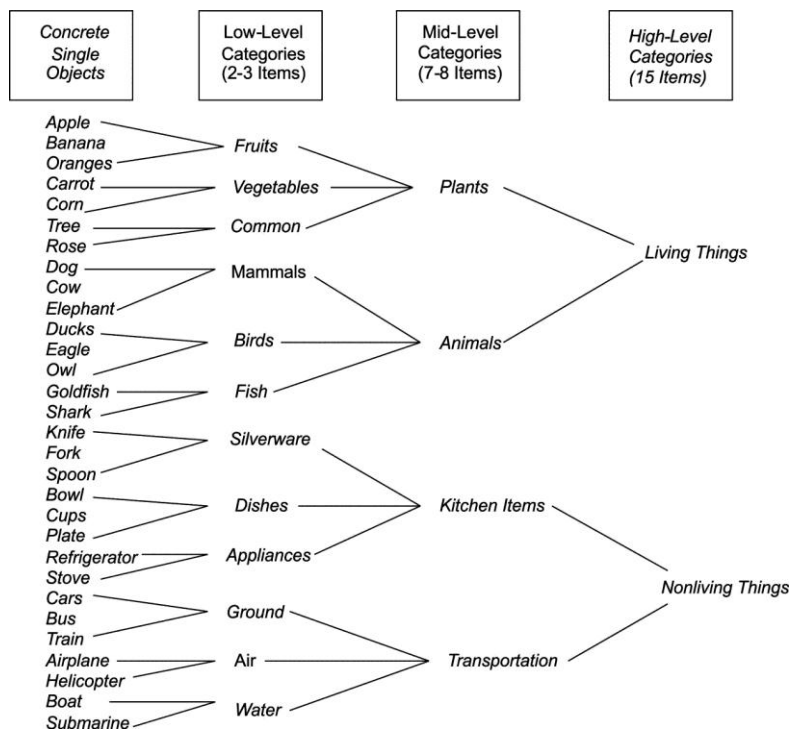 Concrete
Single
Objects
Low-Level
Categories
(2-3 Items)
Mid-Level
Categories
(7-8 Items)
High-Level
Categories
(15 Items)
Apple
Banana
Oranges
Carrot
Corn
Tree
Rose
Dog
Cow
Elephant
Ducks
Eagle
Owl
Goldfish
Shark
Knife
Fork
Spoon
Bowl
Cups
Plate
Refrigerator
Stove
Cars
Bus
Train
Airplane
Helicopter
Boat
Submarine
Fruits
Vegetables
Common
Mammals
Birds
Fish
Silverware
Dishes
Appliances
Ground
Air
Water
Plants
Animals
Kitchen Items
Transportation
Living Things
Nonliving Things